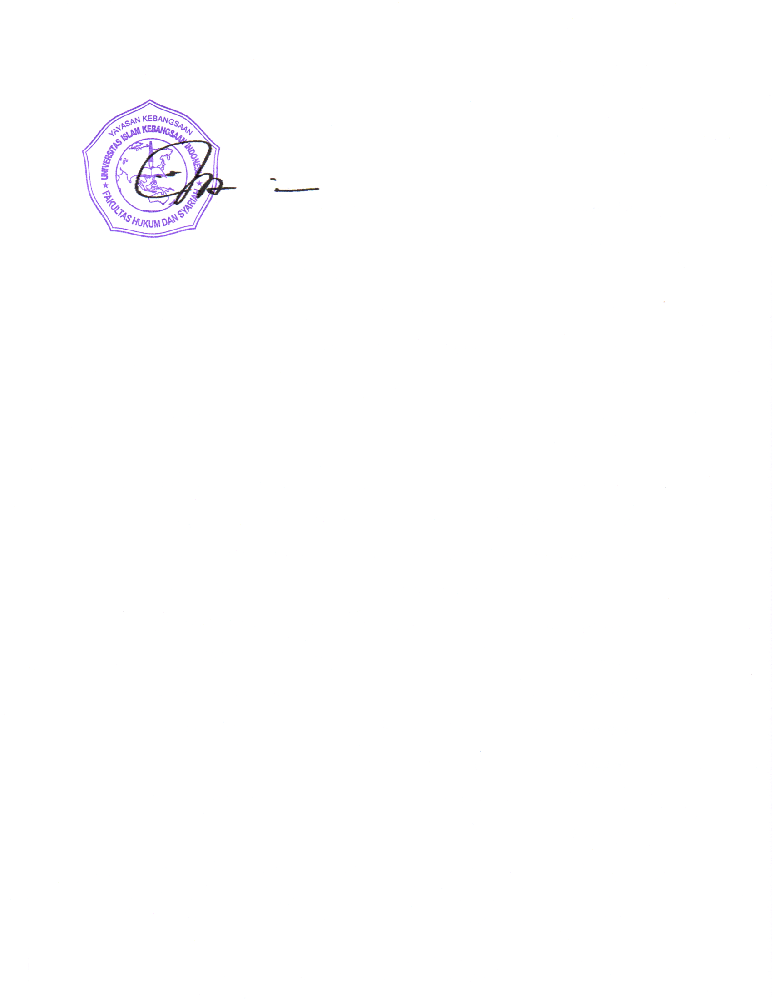 YAYASAN KEBANGSAAN
UNIVERSITAS ISLAM KEBANGSAAN INDONESIA
★ FAKULTAS HUKUM DAN SYARIAH ★